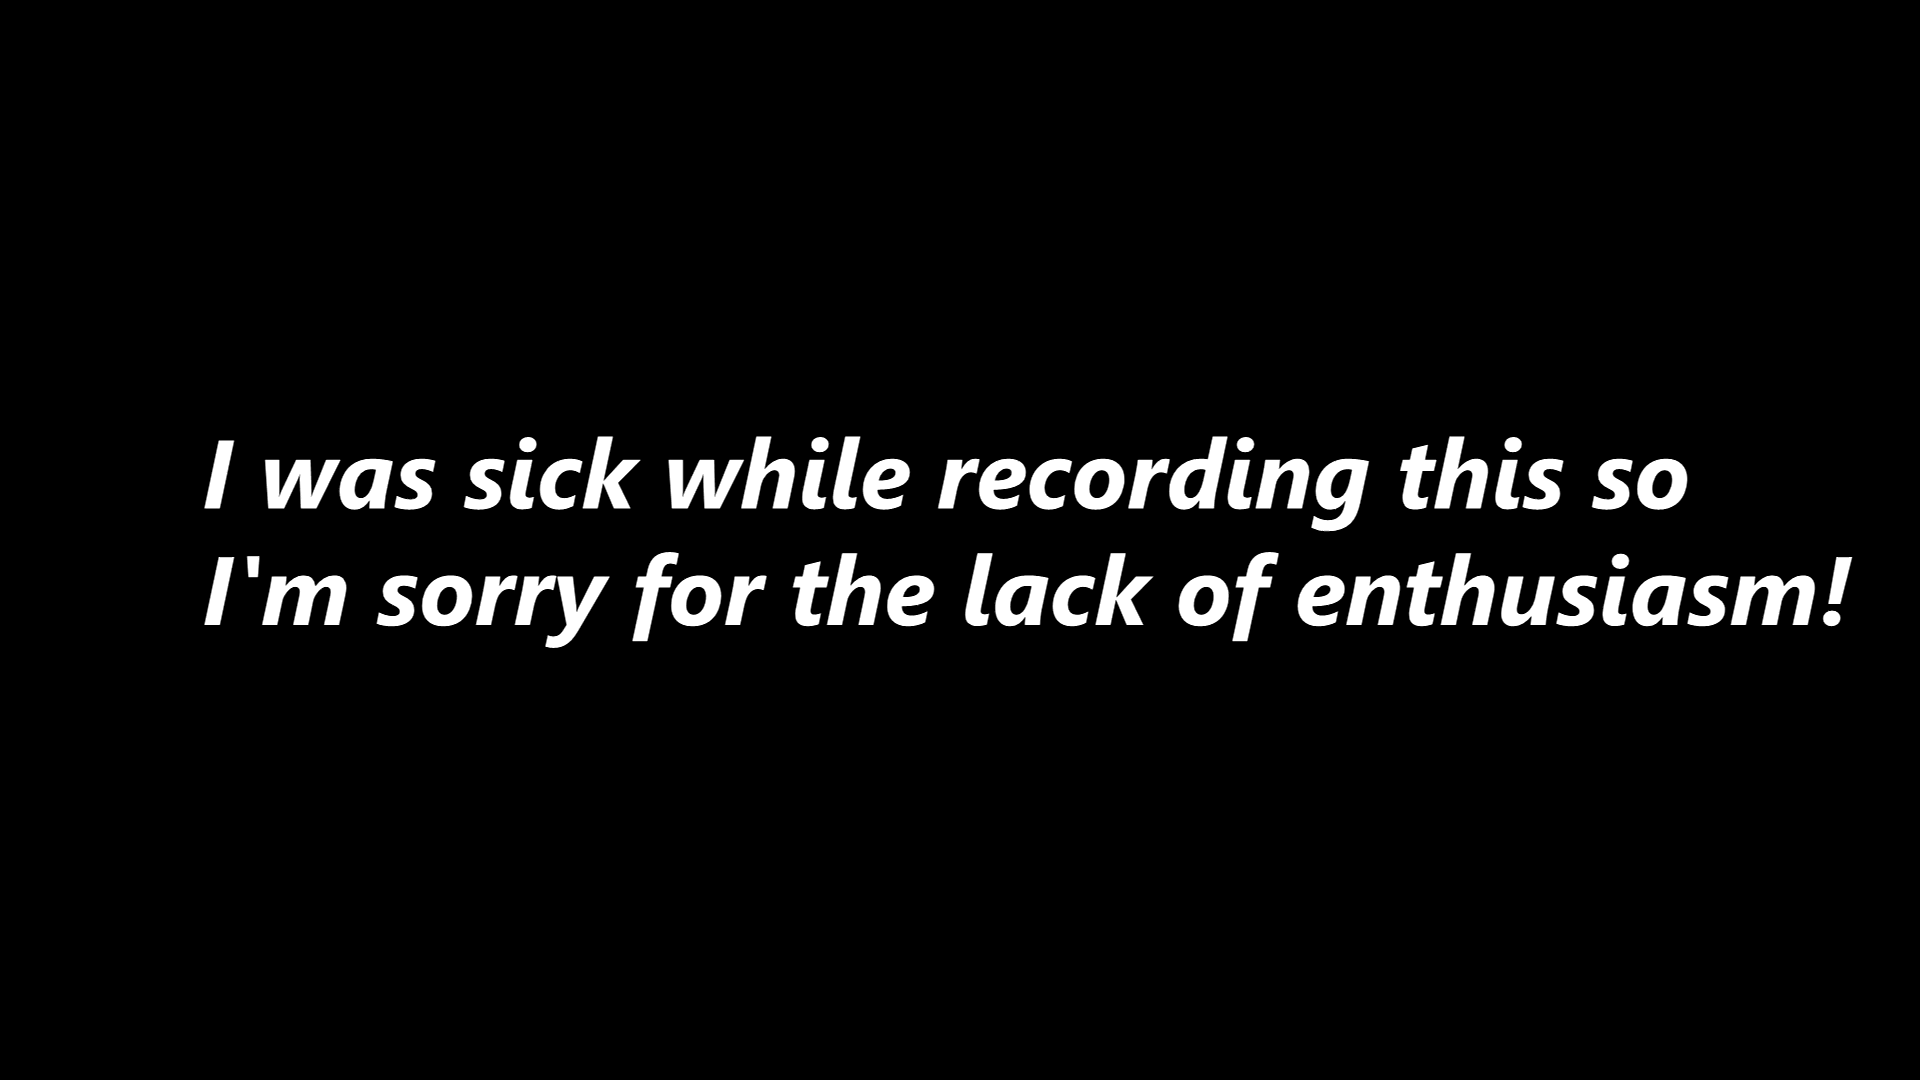 I was sick while recording this so
I'm sorry for the lack of enthusiasm!